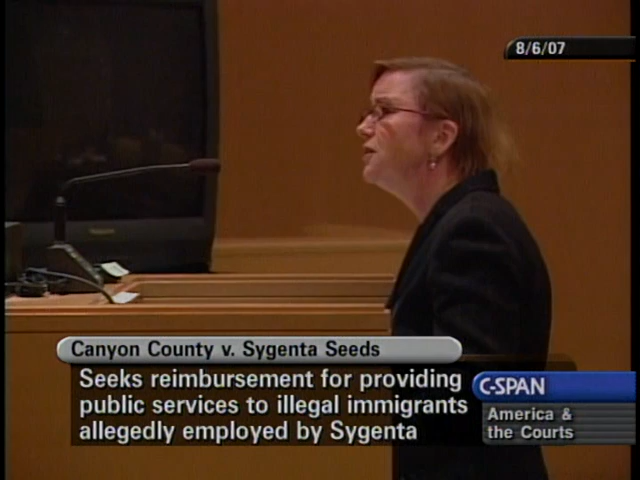 8/6/07
Canyon County v. Sygenta Seeds
Seeks reimbursement for providing
public services to illegal immigrants
allegedly employed by Sygenta
C-SPAN
America &
the Courts